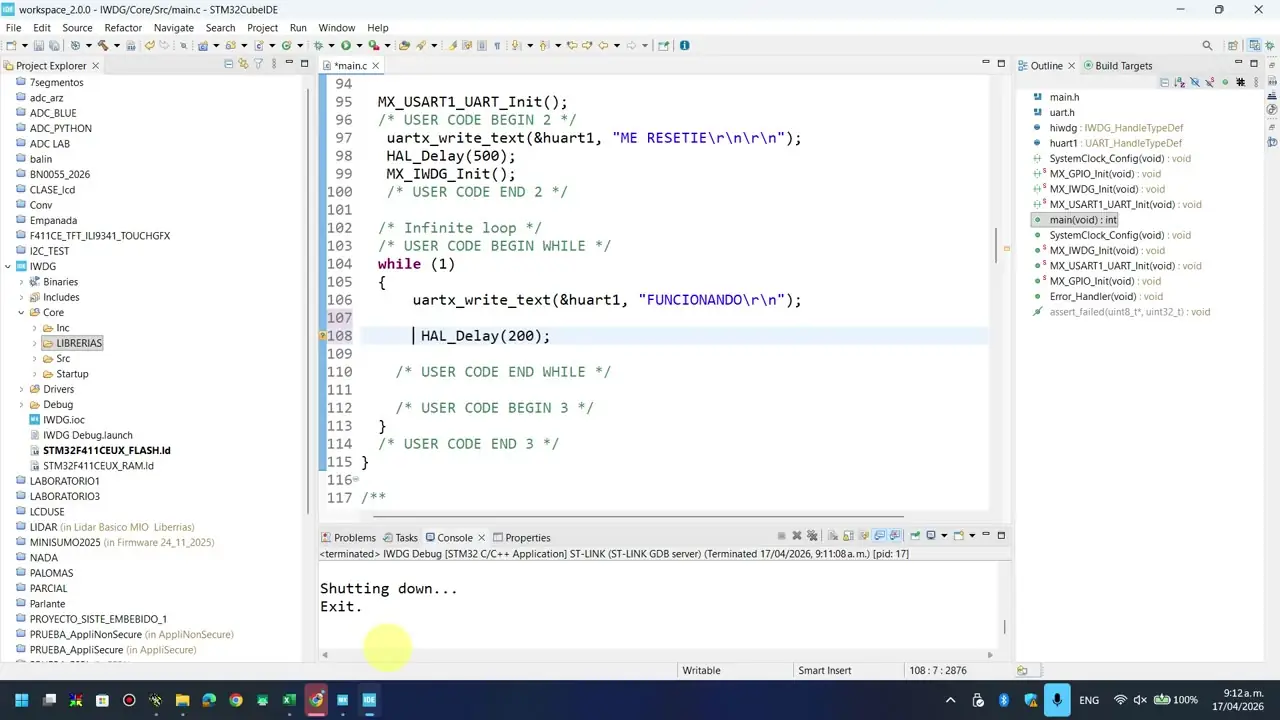 workspace_2.0.0 - IWDG/Core/Src/main.c - STM32CubeIDE
File Edit Source Refactor Navigate Search Project Run Window Help
Project Explorer
7segmentos
adc_arz
ADC_BLUE
ADC_PYTHON
ADC LAB
balin
BN0055_2026
CLASE_lcd
Conv
Empanada
F411CE_TFT_ILI9341_TOUCHGFX
I2C_TEST
IWDG
Binaries
Includes
Core
Inc
LIBRERIAS
Src
Startup
Drivers
Debug
IWDG.ioc
IWDG Debug.launch
STM32F411CEUX_FLASH.ld
STM32F411CEUX_RAM.ld
LABORATORIO1
LABORATORIO3
LCDUSE
LIDAR (in Lidar Basico MIO Liberrias)
MINISUMO2025 (in Firmware 24_11_2025)
NADA
PALOMAS
PARCIAL
Parlante
PROYECTO_SISTE_EMBEBIDO_1
PRUEBA_AppliNonSecure (in AppliNonSecure)
PRUEBA_AppliSecure (in AppliSecure)
*main.c
94
95 MX_USART1_UART_Init();
96 /* USER CODE BEGIN 2 */
97 uartx_write_text(&huart1, "ME RESETIE\r\n\r\n");
98 HAL_Delay(500);
99 MX_IWDG_Init();
100 /* USER CODE END 2 */
101
102 /* Infinite loop */
103 /* USER CODE BEGIN WHILE */
104 while (1)
105 {
106 uartx_write_text(&huart1, "FUNCIONANDO\r\n");
107
108 HAL_Delay(200);
109
110 /* USER CODE END WHILE */
111
112 /* USER CODE BEGIN 3 */
113 }
114 /* USER CODE END 3 */
115 }
116
117 /**
Problems Tasks Console Properties
<terminated> IWDG Debug [STM32 C/C++ Application] ST-LINK (ST-LINK GDB server) (Terminated 17/04/2026, 9:11:08 a. m.) [pid: 17]
Shutting down...
Exit.
Outline Build Targets
main.h
uart.h
hiwdg : IWDG_HandleTypeDef
huart1 : UART_HandleTypeDef
SystemClock_Config(void) : void
MX_GPIO_Init(void) : void
MX_IWDG_Init(void) : void
MX_USART1_UART_Init(void) : void
main(void) : int
SystemClock_Config(void) : void
MX_IWDG_Init(void) : void
MX_USART1_UART_Init(void) : void
MX_GPIO_Init(void) : void
Error_Handler(void) : void
assert_failed(uint8_t*, uint32_t) : void
Writable Smart Insert 108 : 7 : 2876
ENG 100% 9:12 a. m.
17/04/2026